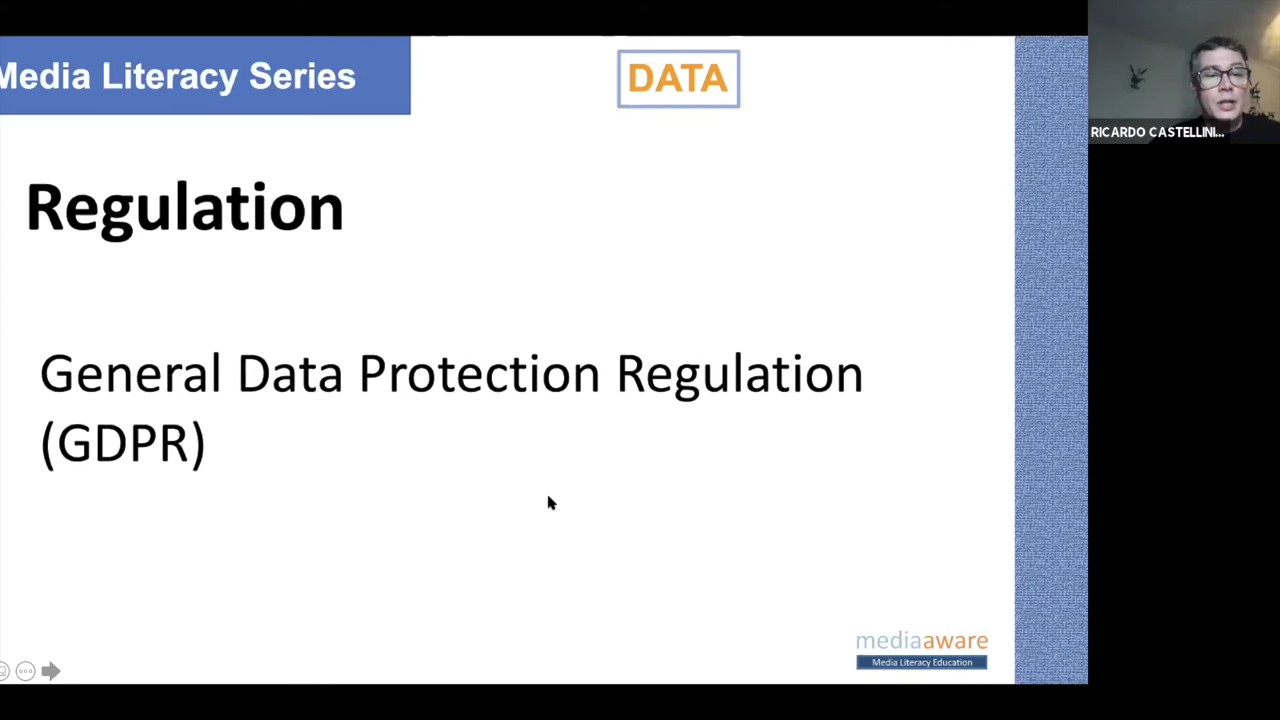 Media Literacy Series
DATA
RICARDO CASTELLINI...
Regulation
General Data Protection Regulation
(GDPR)
mediaaware
Media Literacy Education